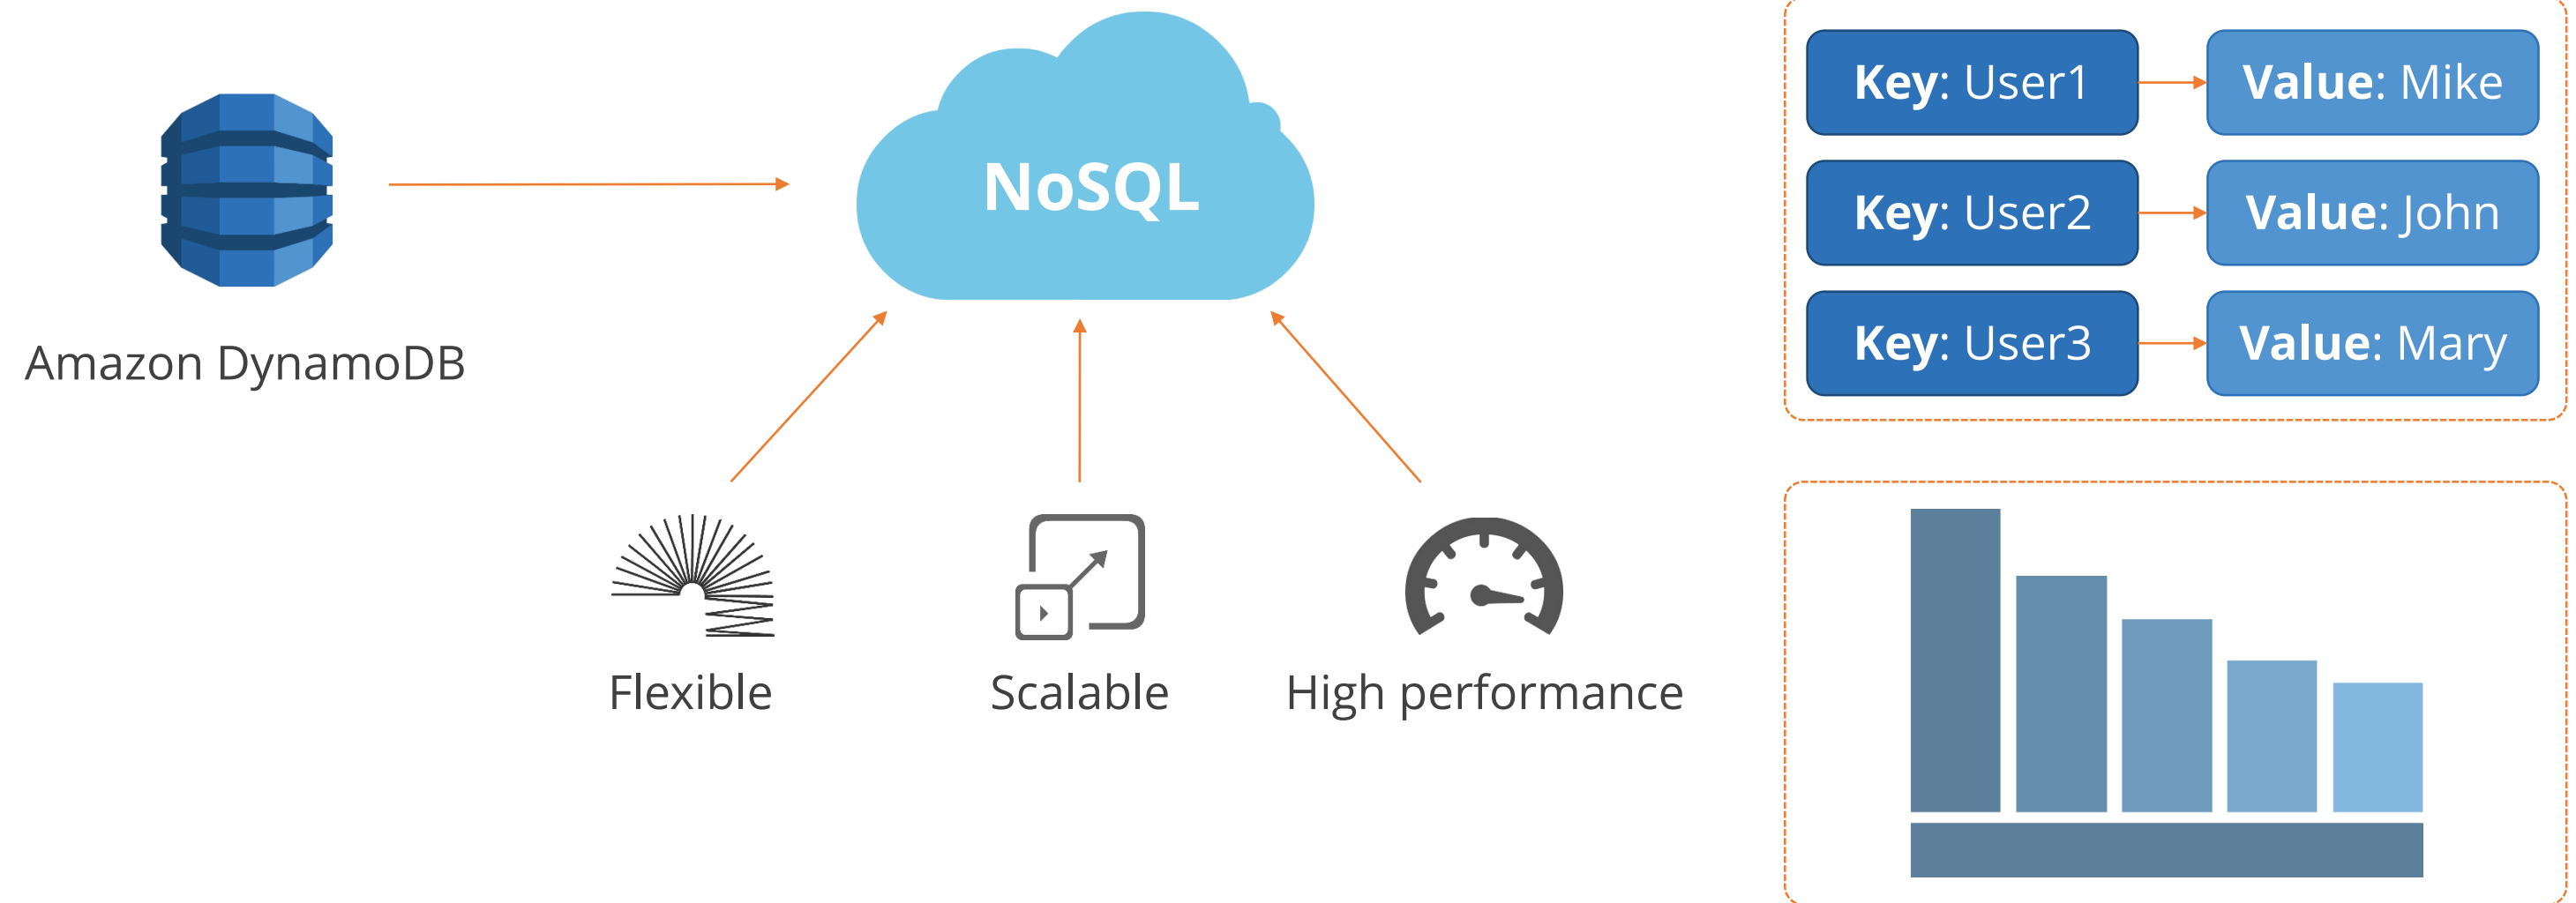 Amazon DynamoDB
NoSQL
Flexible
Scalable
High performance
Key: User1
Value: Mike
Key: User2
Value: John
Key: User3
Value: Mary